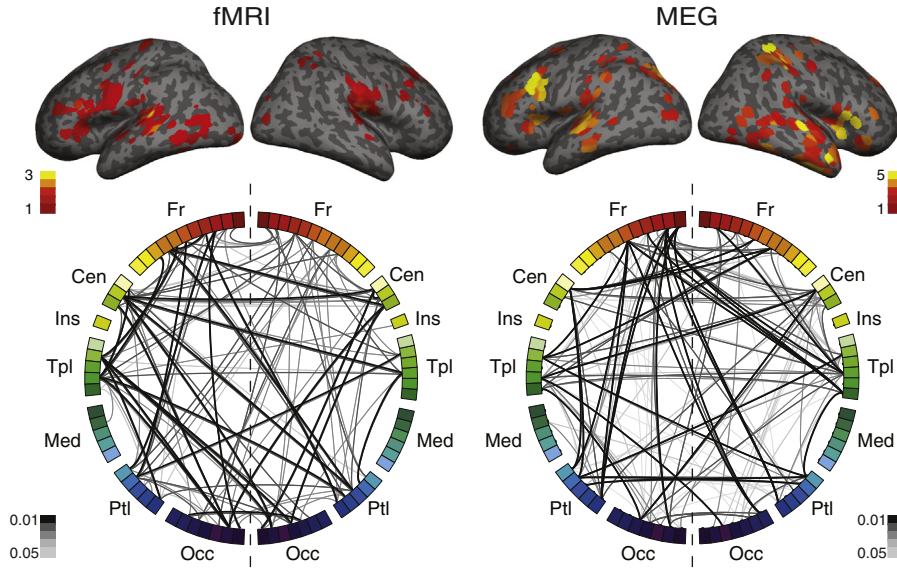 fMRI
MEG
3
1
5
1
Fr
Fr
Cen
Cen
Ins
Ins
Tpl
Tpl
Med
Med
Ptl
Ptl
Occ
Occ
0.01
0.05
Fr
Fr
Cen
Cen
Ins
Ins
Tpl
Tpl
Med
Med
Ptl
Ptl
Occ
Occ
0.01
0.05